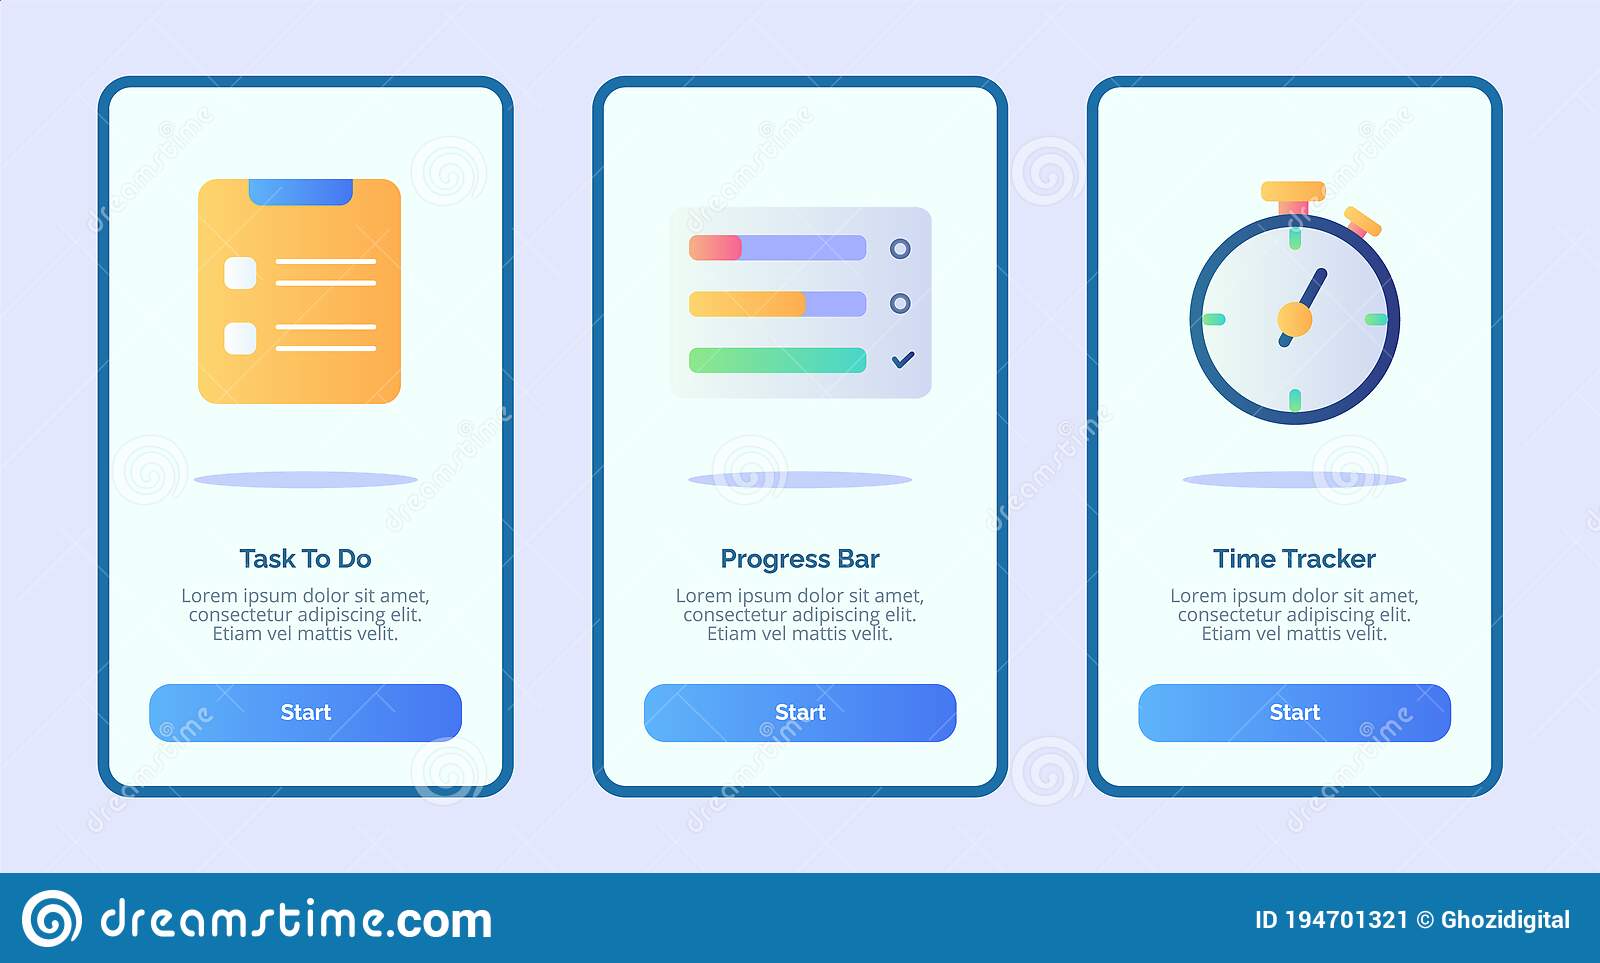 Task To Do
Lorem ipsum dolor sit amet,
consectetur adipiscing elit.
Etiam vel mattis velit.
Start
Progress Bar
Lorem ipsum dolor sit amet,
consectetur adipiscing elit.
Etiam vel mattis velit.
Start
Time Tracker
Lorem ipsum dolor sit amet,
consectetur adipiscing elit.
Etiam vel mattis velit.
Start
dreamstime.com
ID 194701321 © Ghozidigital